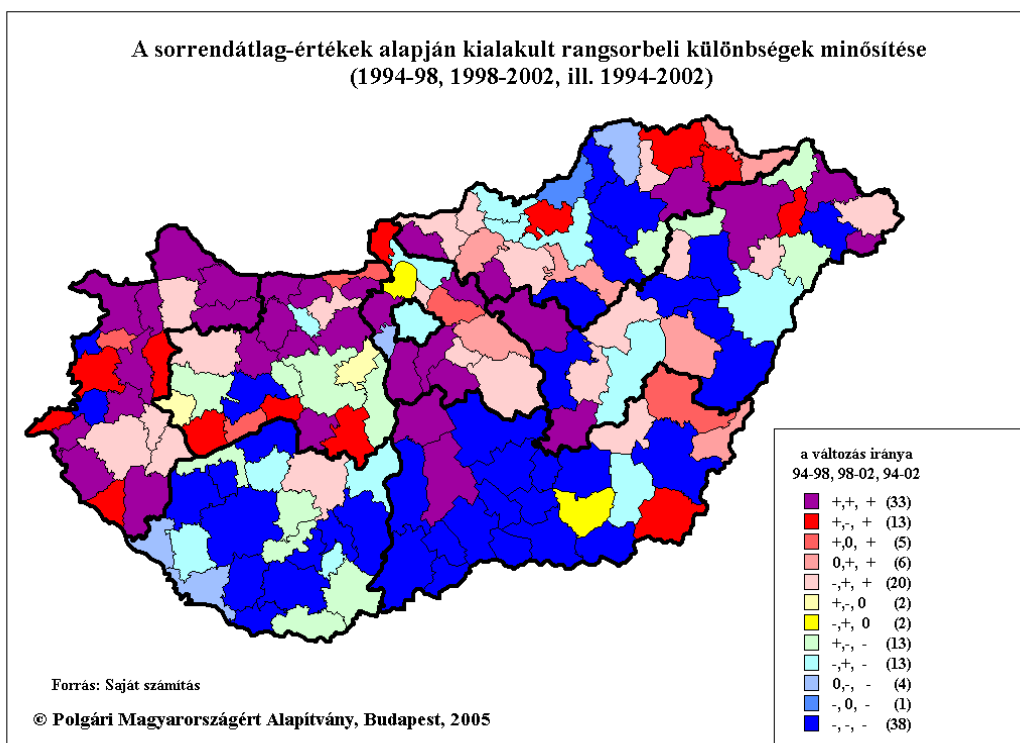 A sorrendátlag-értékek alapján kialakult rangsorbeli különbségek minősítése
(1994-98, 1998-2002, ill. 1994-2002)
a változás iránya
94-98, 98-02, 94-02
+,+, + (33)
+,-, + (13)
+,0, + (5)
0,+, + (6)
-,+, + (20)
+,-, 0 (2)
-,+, 0 (2)
+,-, - (13)
-,+, - (13)
0,-, - (4)
-,0, - (1)
-,-, - (38)
Forrás: Saját számítás
© Polgári Magyarországért Alapítvány, Budapest, 2005